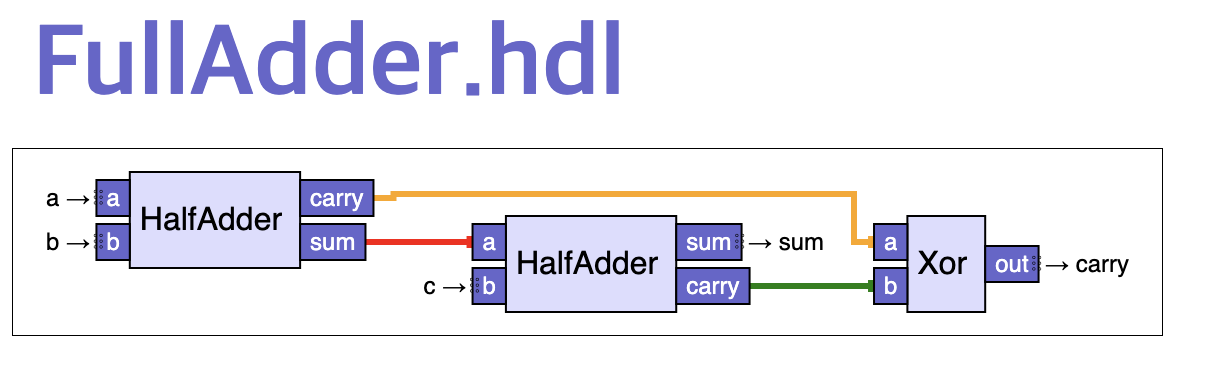 FullAdder.hdl
a → a HalfAdder carry
b → b sum
a HalfAdder sum → sum
c → b carry
a Xor out → carry
b